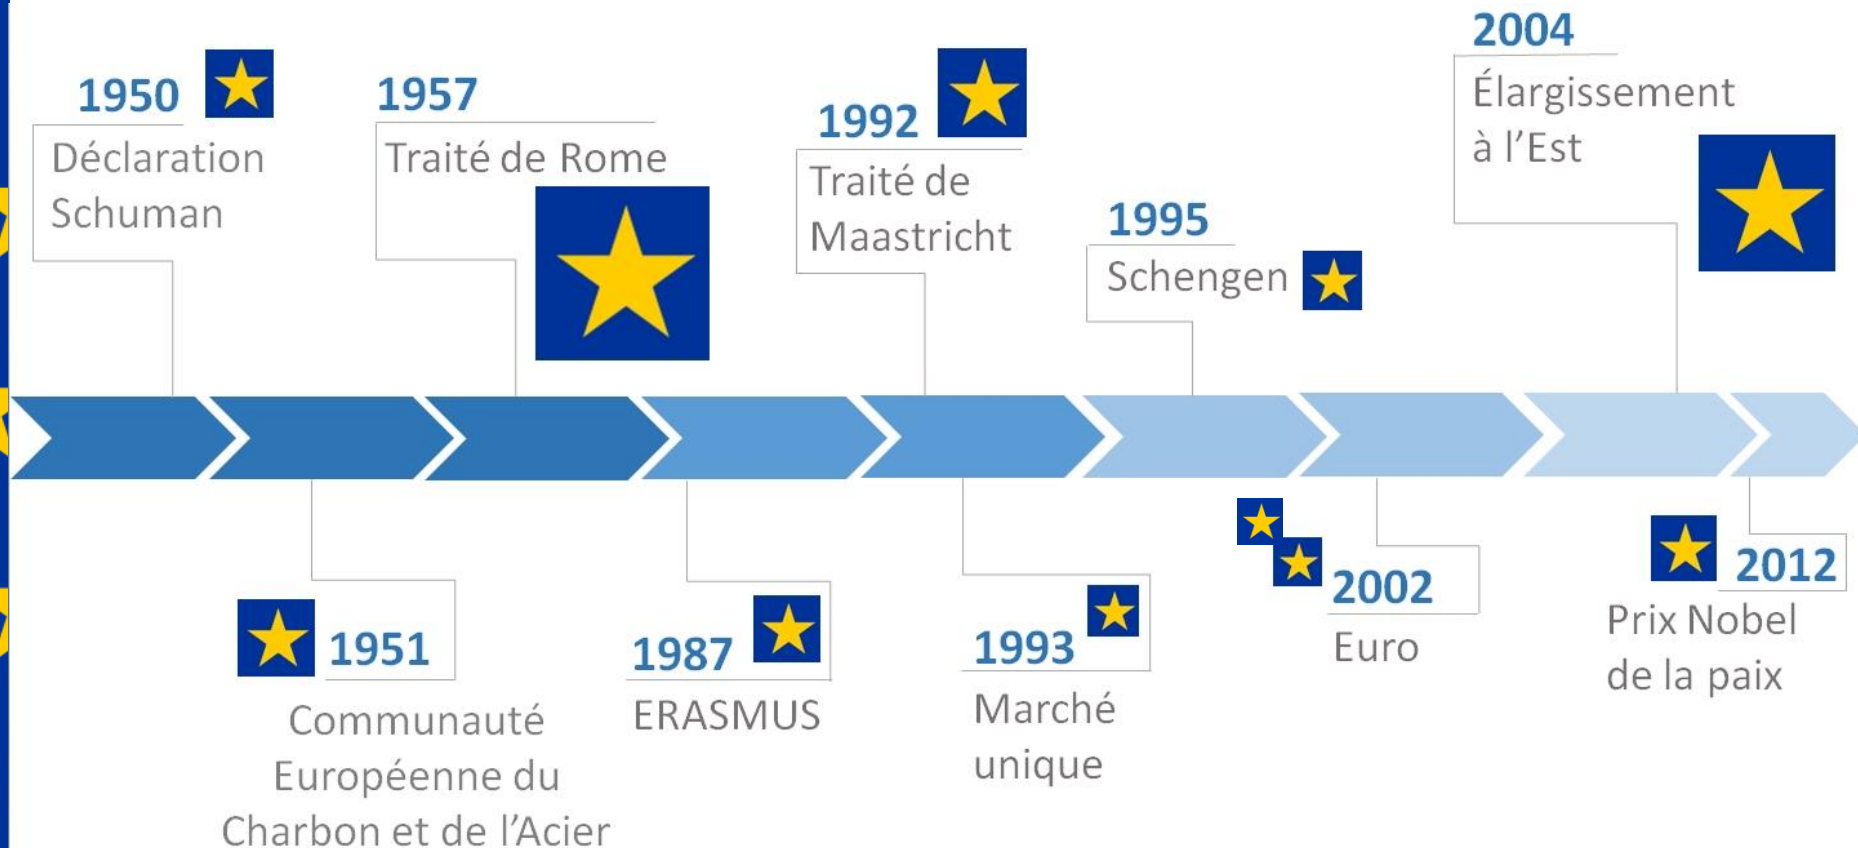 1950
Déclaration
Schuman
1957
Traité de Rome
1992
Traité de
Maastricht
1995
Schengen
2004
Élargissement
à l'Est
1951
Communauté
Européenne du
Charbon et de l'Acier
1987
ERASMUS
1993
Marché
unique
2002
Euro
2012
Prix Nobel
de la paix